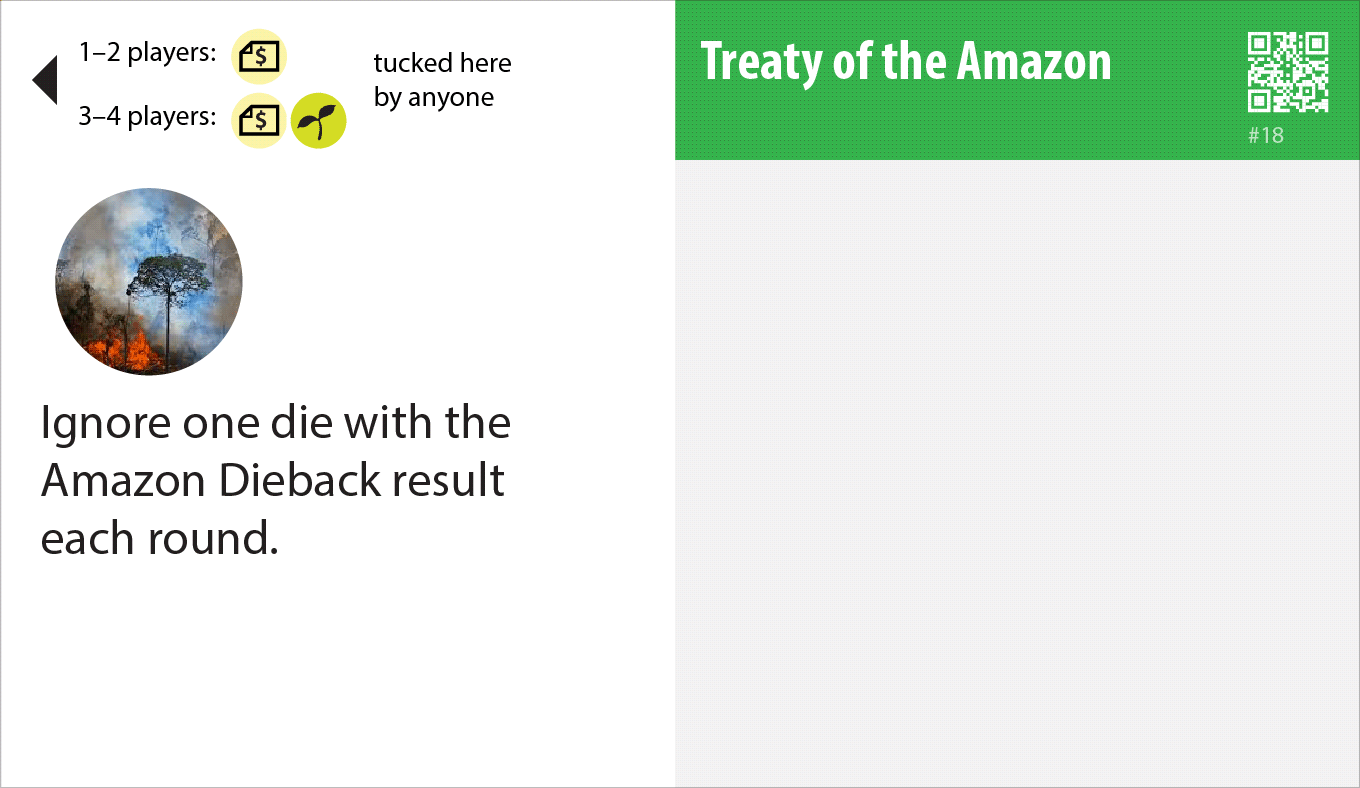 1–2 players: $
3–4 players: $
tucked here
by anyone
Ignore one die with the
Amazon Dieback result
each round.
Treaty of the Amazon
#18